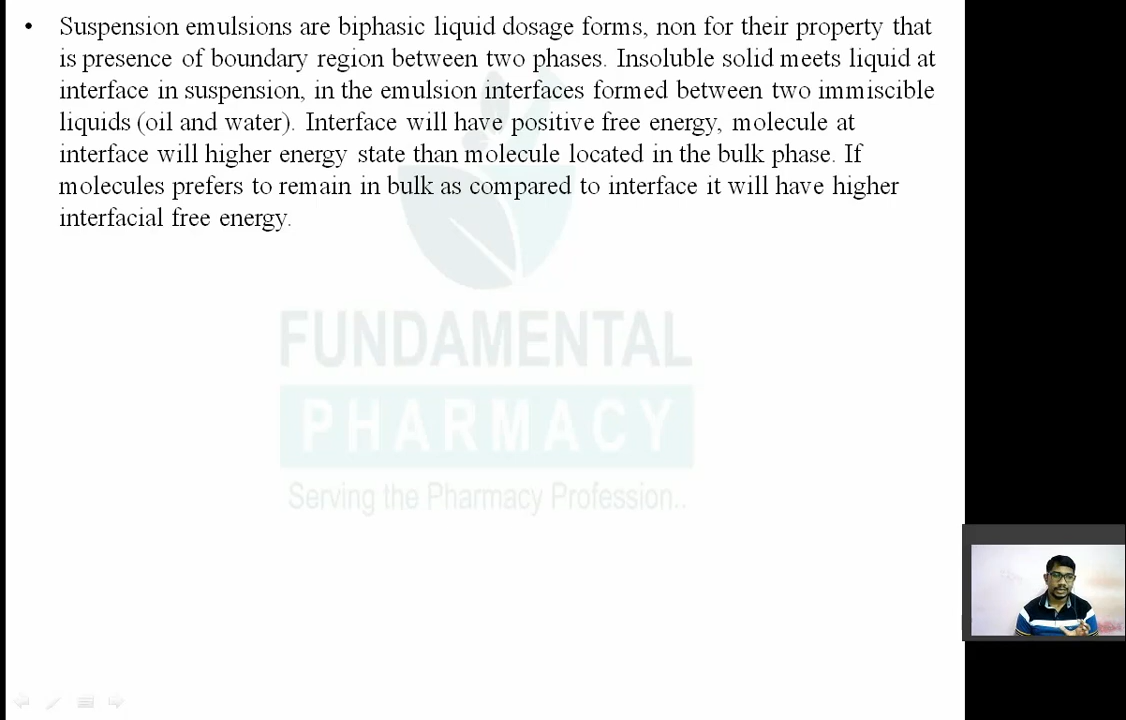 • Suspension emulsions are biphasic liquid dosage forms, non for their property that
is presence of boundary region between two phases. Insoluble solid meets liquid at
interface in suspension, in the emulsion interfaces formed between two immiscible
liquids (oil and water). Interface will have positive free energy, molecule at
interface will higher energy state than molecule located in the bulk phase. If
molecules prefers to remain in bulk as compared to interface it will have higher
interfacial free energy.
FUNDAMENTAL
PHARMACY
Serving the Pharmacy Profession..